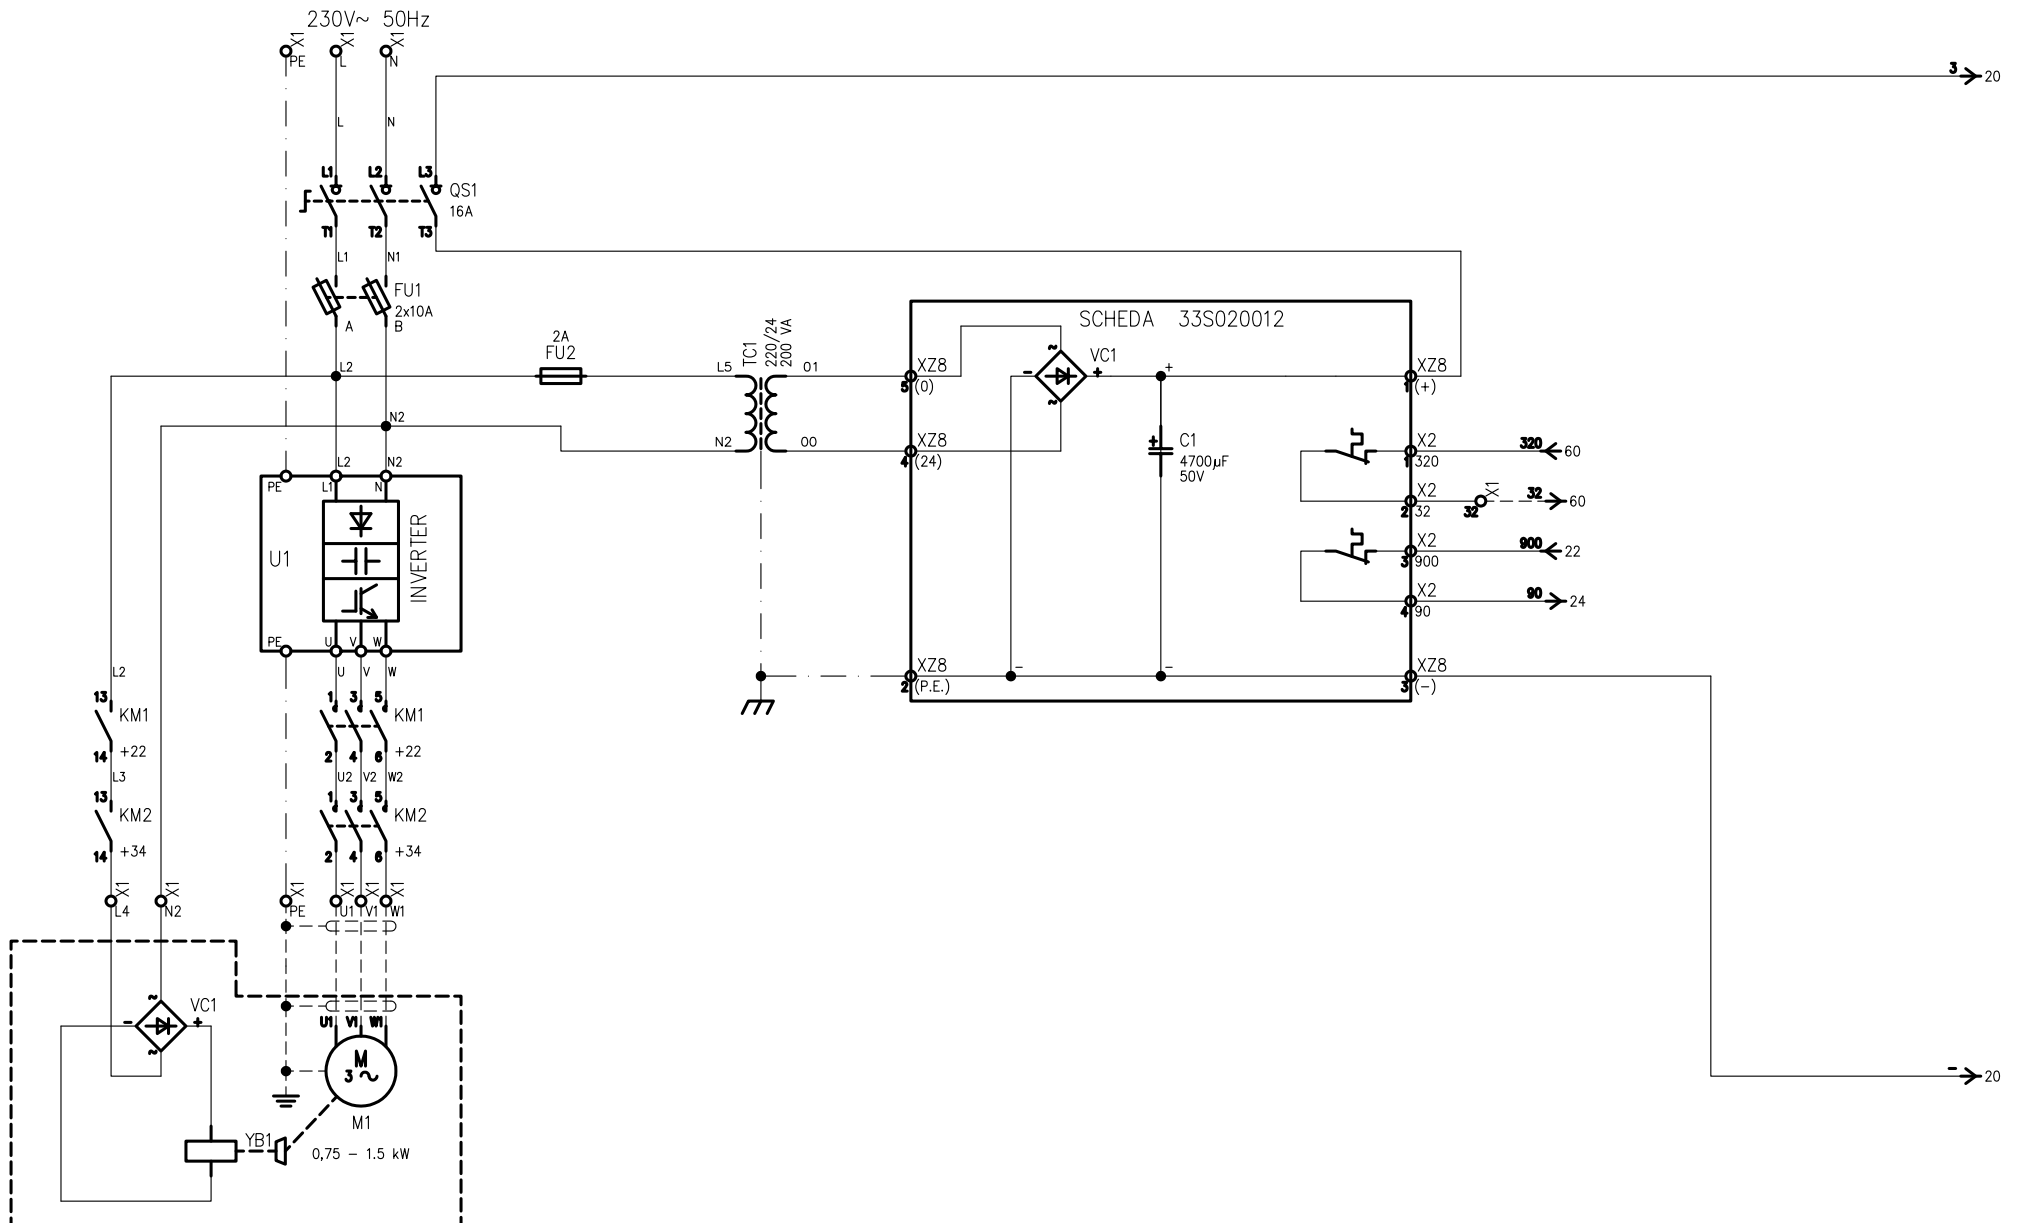 230V~ 50Hz
X1 X1 X1
PE L N
3 20
L N
L1 L2 L3
QS1
16A
T1 T2 T3
L1 N1
FU1
2x10A
A B
SCHEDA 33S020012
2A
FU2
TC1
220/24
200 VA
L2
L5 01
XZ8
5 (0)
~
VC1
- +
~
+
XZ8
1 (+)
N2
N2 00
XZ8
4 (24)
+
C1
4700µF
50V
X2
320 60
1 320
X2
X1
32 60
2 32
32
X2
900 22
3 900
X2
90 24
4 90
L2 N2
PE L1 N
U1
INVERTER
PE U V W
U V W
-
-
XZ8
2 (P.E.)
XZ8
3 (-)
L2
13
KM1
14 +22
1 3 5
KM1
2 4 6 +22
L3
U2 V2 W2
13
KM2
14 +34
1 3 5
KM2
2 4 6 +34
X1 X1 X1 X1 X1 X1
L4 N2 PE U1 V1 W1
~
VC1
- +
~
U1 V1 W1
M
3 ~
M1
0,75 - 1.5 kW
YB1
- 20